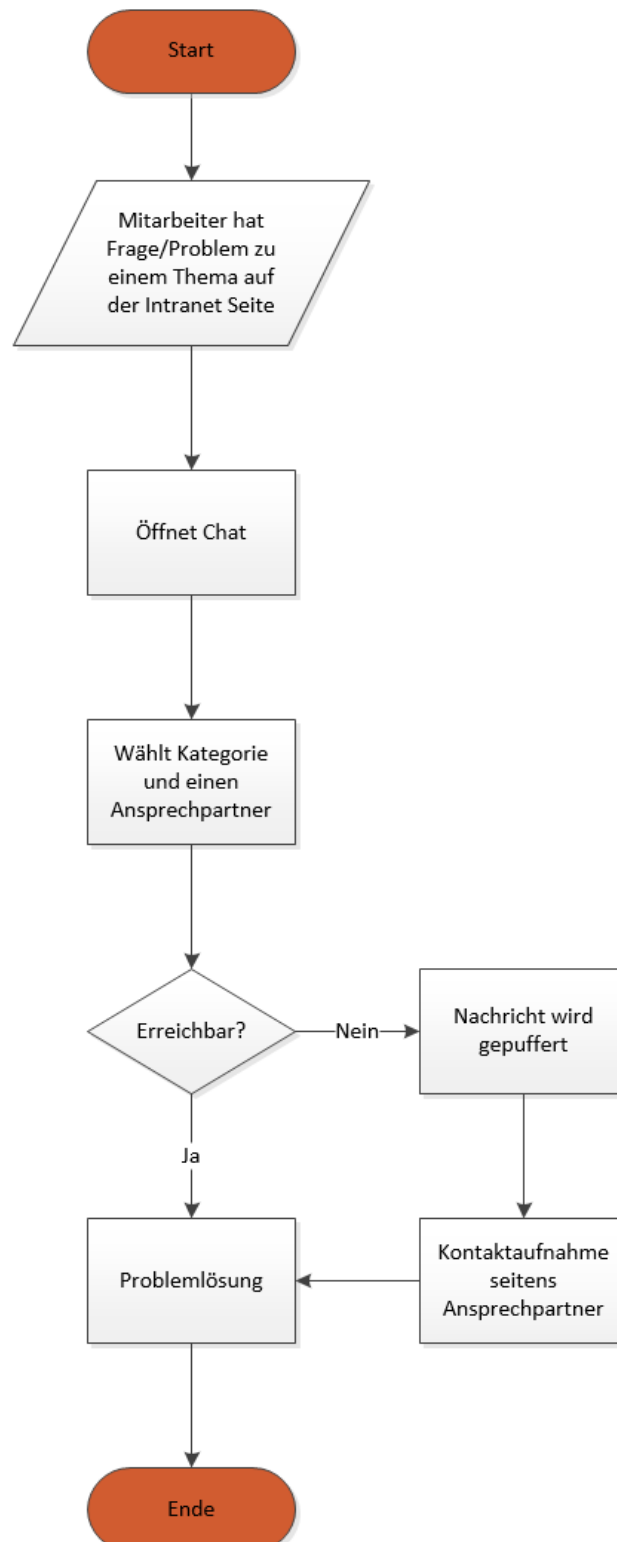 Start
Mitarbeiter hat
Frage/Problem zu
einem Thema auf
der Intranet Seite
Öffnet Chat
Wählt Kategorie
und einen
Ansprechpartner
Erreichbar?
Nein
Nachricht wird
gepuffert
Ja
Problemlösung
Kontaktaufnahme
seitens
Ansprechpartner
Ende